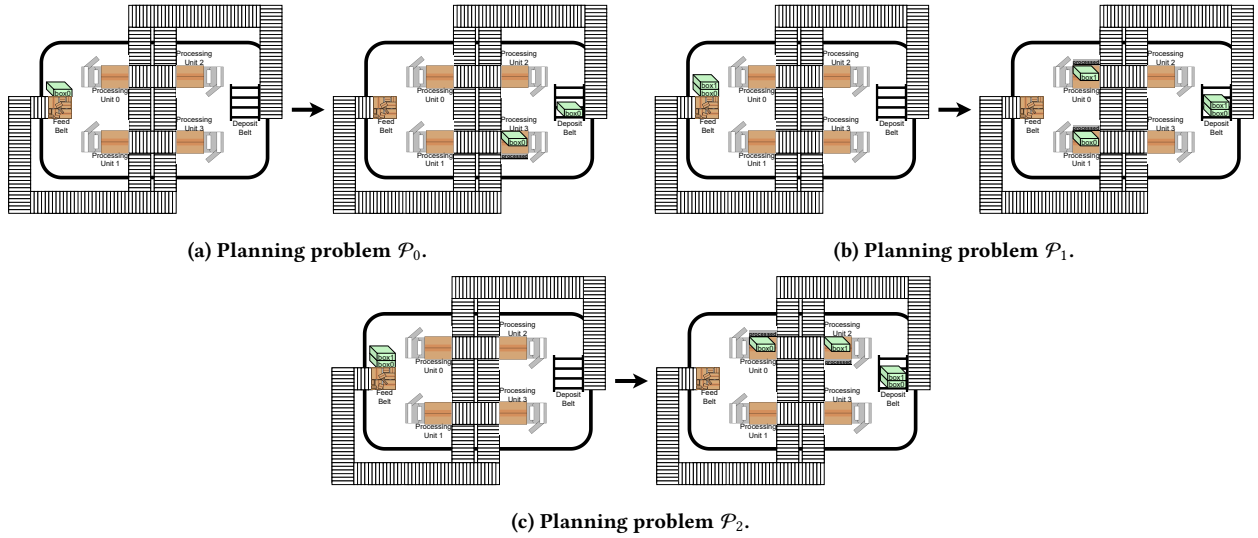 Processing
Unit 2
box0
Processing
Unit 0
Feed
Belt
Processing
Unit 3
Deposit
Belt
Processing
Unit 1
Processing
Unit 2
Processing
Unit 0
box0
Feed
Belt
Processing
Unit 3
box0
Deposit
Belt
processed
Processing
Unit 1
Processing
Unit 2
box1
box0
Processing
Unit 0
Feed
Belt
Processing
Unit 3
Deposit
Belt
Processing
Unit 1
Processing
Unit 2
processed
box1
Processing
Unit 0
box1
box0
Feed
Belt
processed
Processing
Unit 3
box0
Deposit
Belt
Processing
Unit 1
(a) Planning problem 𝒫0.
(b) Planning problem 𝒫1.
Processing
Unit 2
box1
box0
Processing
Unit 0
Feed
Belt
Processing
Unit 3
Deposit
Belt
Processing
Unit 1
Processing
Unit 2
processed
box0
box1
processed
Processing
Unit 0
box1
box0
Feed
Belt
Processing
Unit 3
Deposit
Belt
Processing
Unit 1
(c) Planning problem 𝒫2.